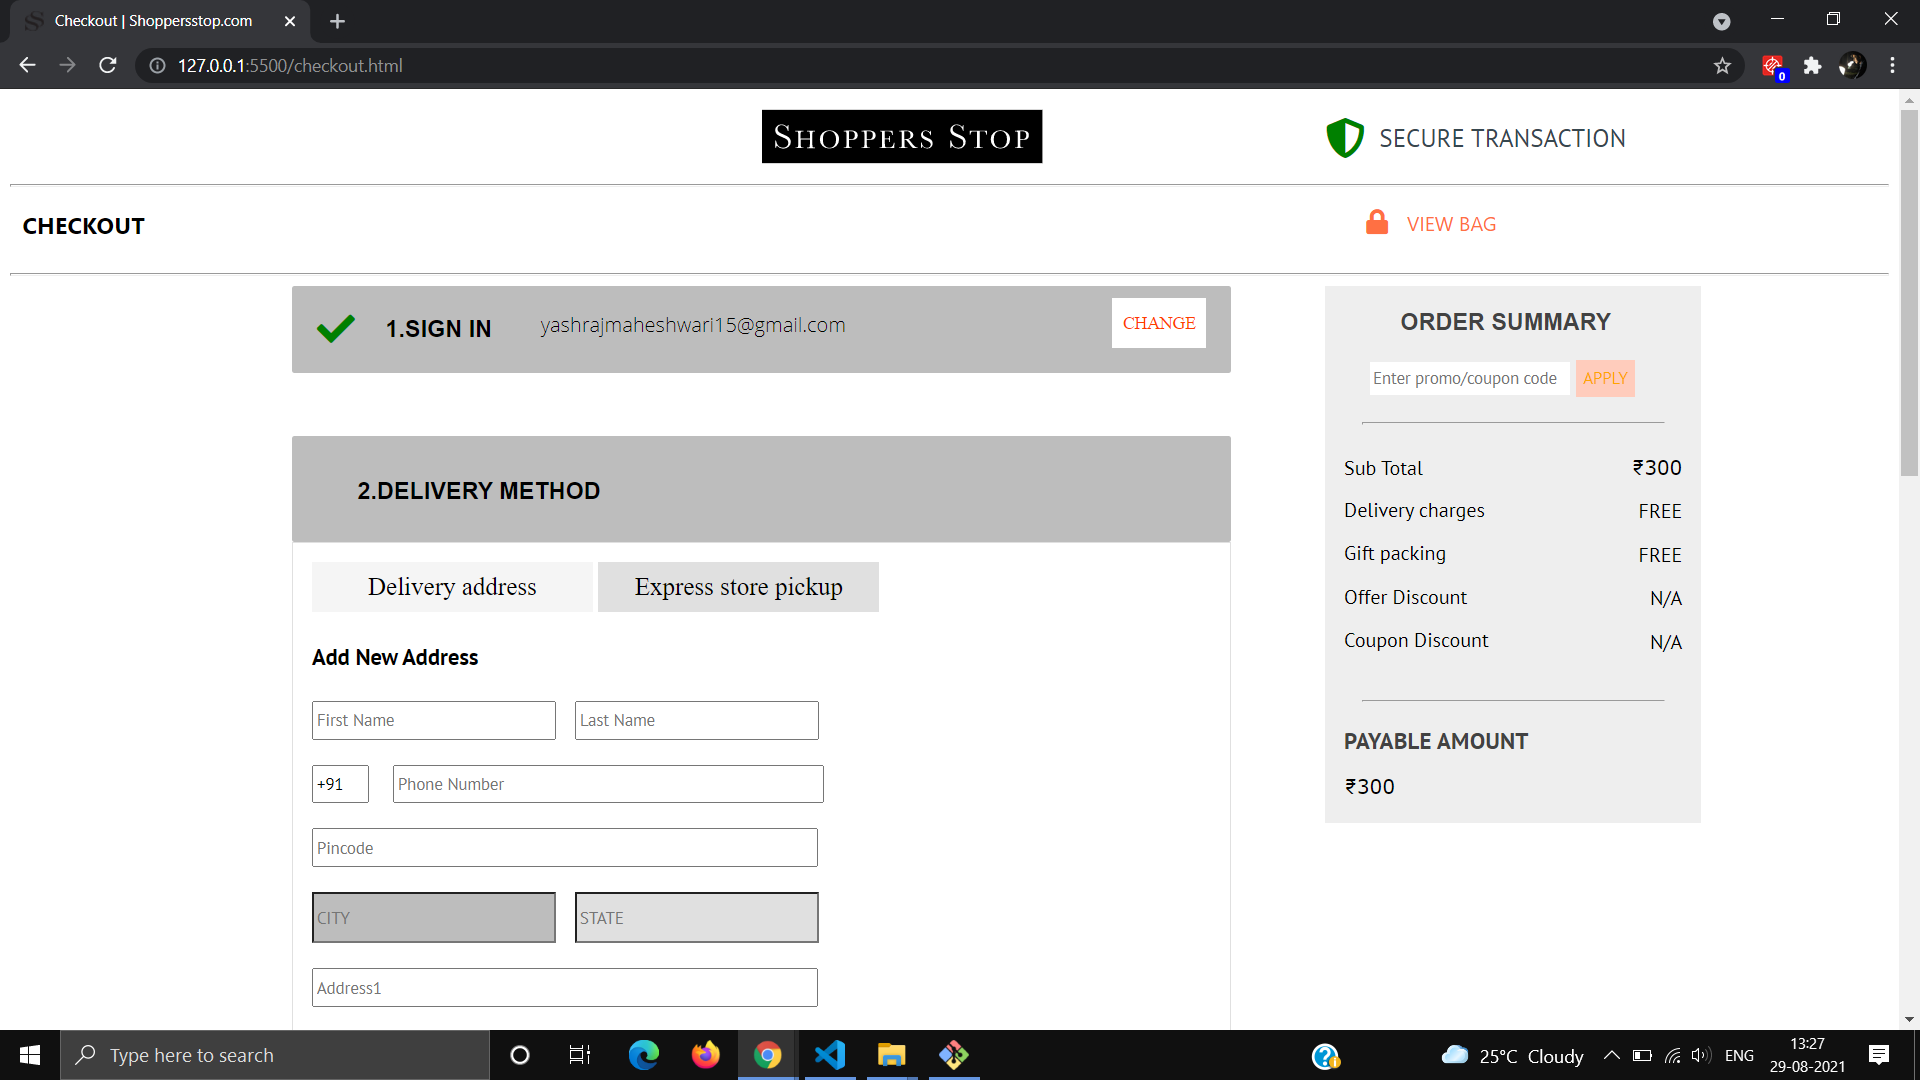 Checkout | Shoppersstop.com
127.0.0.1:5500/checkout.html
0
SHOPPERS STOP
SECURE TRANSACTION
CHECKOUT
VIEW BAG
1.SIGN IN
yashrajmaheshwari15@gmail.com
CHANGE
2.DELIVERY METHOD
Delivery address
Express store pickup
Add New Address
First Name
Last Name
+91
Phone Number
Pincode
CITY
STATE
Address1
ORDER SUMMARY
Enter promo/coupon code
APPLY
Sub Total ₹300
Delivery charges FREE
Gift packing FREE
Offer Discount N/A
Coupon Discount N/A
PAYABLE AMOUNT
₹300
Type here to search
25°C Cloudy
ENG
13:27
29-08-2021